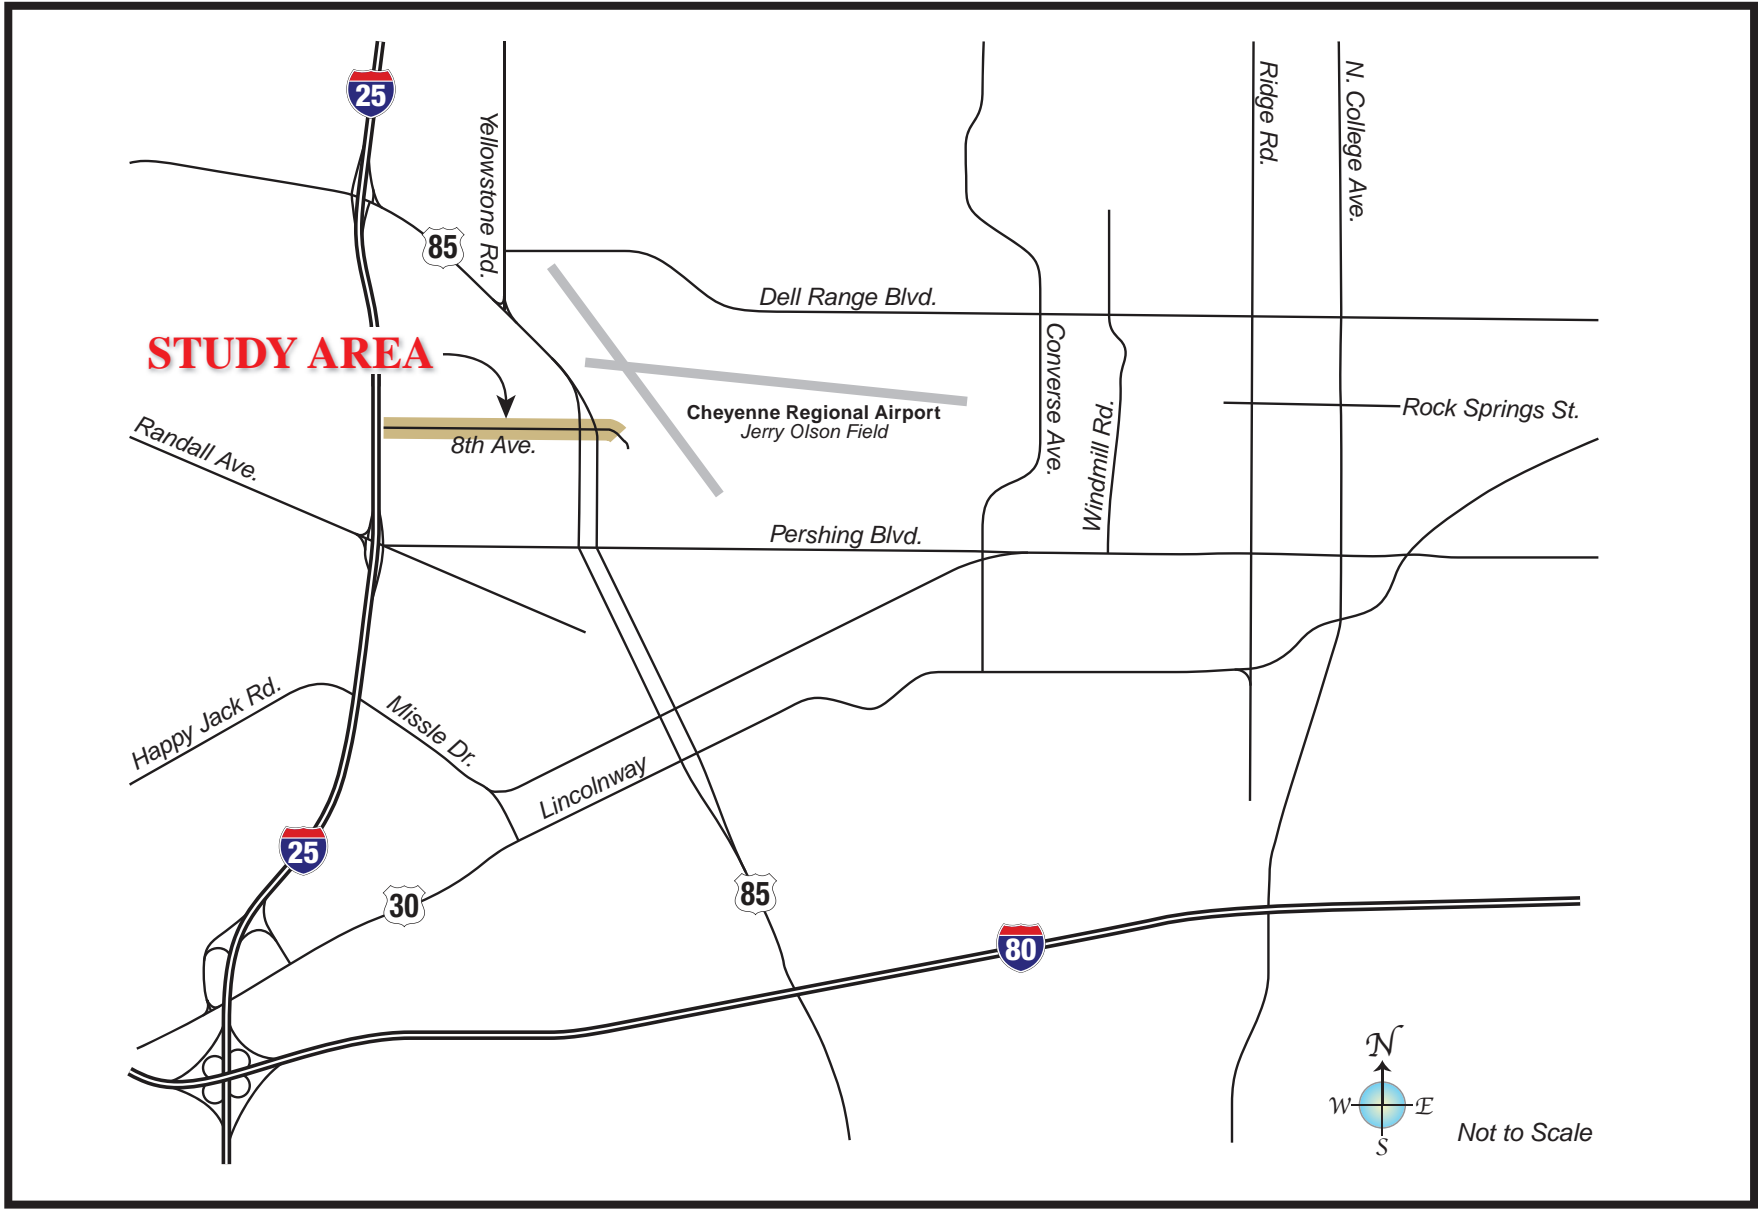 25
Yellowstone Rd.
Ridge Rd.
N. College Ave.
85
Dell Range Blvd.
STUDY AREA
Converse Ave.
Windmill Rd.
Cheyenne Regional Airport
Jerry Olson Field
Rock Springs St.
8th Ave.
Randall Ave.
Pershing Blvd.
Happy Jack Rd.
Missle Dr.
Lincolnway
25
30
85
80
N
W
E
S
Not to Scale